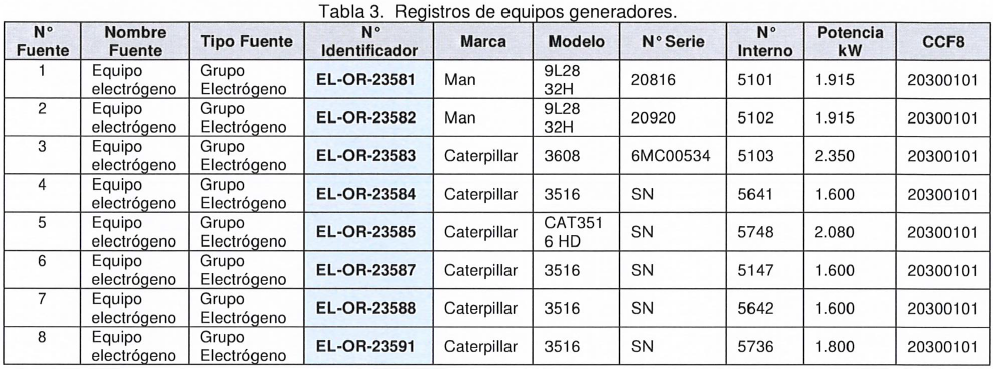 Tabla 3. Registros de equipos generadores.
N° Fuente Nombre Fuente Tipo Fuente N° Identificador Marca Modelo N° Serie N° Interno Potencia kW CCF8
1 Equipo electrógeno Grupo Electrógeno EL-OR-23581 Man 9L28 32H 20816 5101 1.915 20300101
2 Equipo electrógeno Grupo Electrógeno EL-OR-23582 Man 9L28 32H 20920 5102 1.915 20300101
3 Equipo electrógeno Grupo Electrógeno EL-OR-23583 Caterpillar 3608 6MC00534 5103 2.350 20300101
4 Equipo electrógeno Grupo Electrógeno EL-OR-23584 Caterpillar 3516 SN 5641 1.600 20300101
5 Equipo electrógeno Grupo Electrógeno EL-OR-23585 Caterpillar CAT351 6 HD SN 5748 2.080 20300101
6 Equipo electrógeno Grupo Electrógeno EL-OR-23587 Caterpillar 3516 SN 5147 1.600 20300101
7 Equipo electrógeno Grupo Electrógeno EL-OR-23588 Caterpillar 3516 SN 5642 1.600 20300101
8 Equipo electrógeno Grupo Electrógeno EL-OR-23591 Caterpillar 3516 SN 5736 1.800 20300101